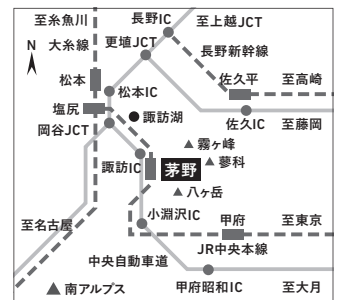 至糸魚川
長野IC
至上越JCT
大糸線
更埴JCT
長野新幹線
N
松本
佐久平
至高崎
松本IC
塩尻
諏訪湖
佐久IC
至藤岡
岡谷JCT
霧ヶ峰
諏訪IC
茅野
蓼科
八ヶ岳
小淵沢IC
甲府
至東京
至名古屋
JR中央本線
中央自動車道
南アルプス
甲府昭和IC
至大月